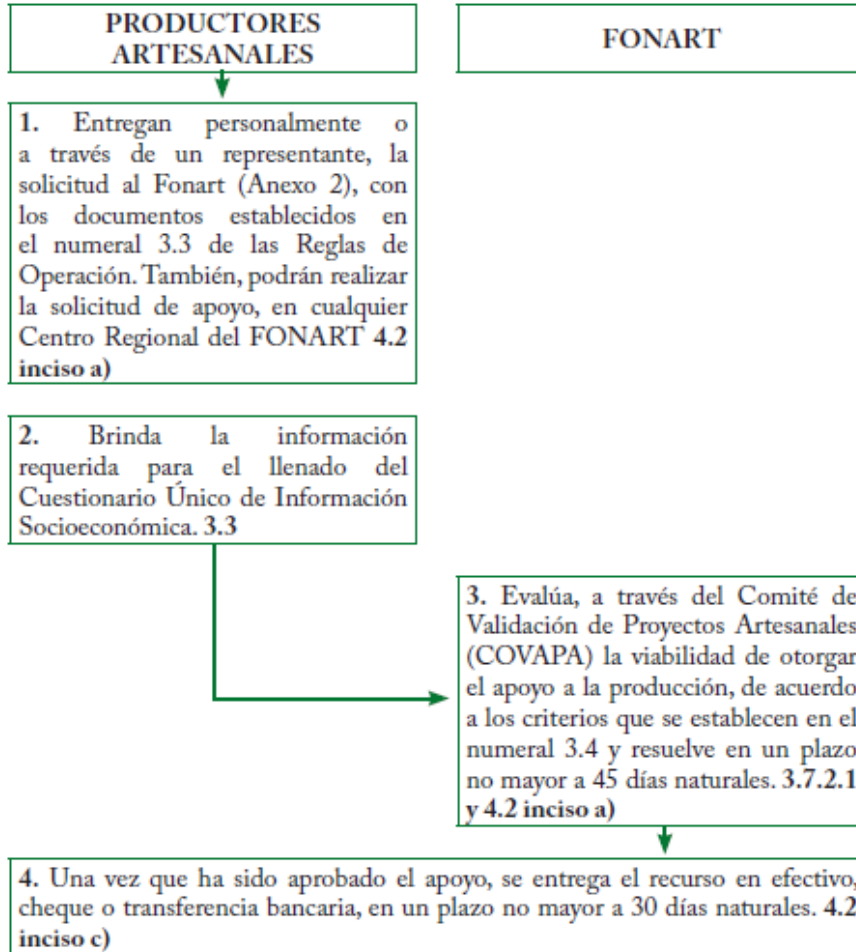 PRODUCTORES
ARTESANALES
FONART
1. Entregan personalmente o
a través de un representante, la
solicitud al Fonart (Anexo 2), con
los documentos establecidos en
el numeral 3.3 de las Reglas de
Operación. También, podrán realizar
la solicitud de apoyo, en cualquier
Centro Regional del FONART 4.2
inciso a)
2. Brinda la información
requerida para el llenado del
Cuestionario Único de Información
Socioeconómica. 3.3
3. Evalúa, a través del Comité de
Validación de Proyectos Artesanales
(COVAPA) la viabilidad de otorgar
el apoyo a la producción, de acuerdo
a los criterios que se establecen en el
numeral 3.4 y resuelve en un plazo
no mayor a 45 días naturales. 3.7.2.1
y 4.2 inciso a)
4. Una vez que ha sido aprobado el apoyo, se entrega el recurso en efectivo,
cheque o transferencia bancaria, en un plazo no mayor a 30 días naturales. 4.2
inciso c)